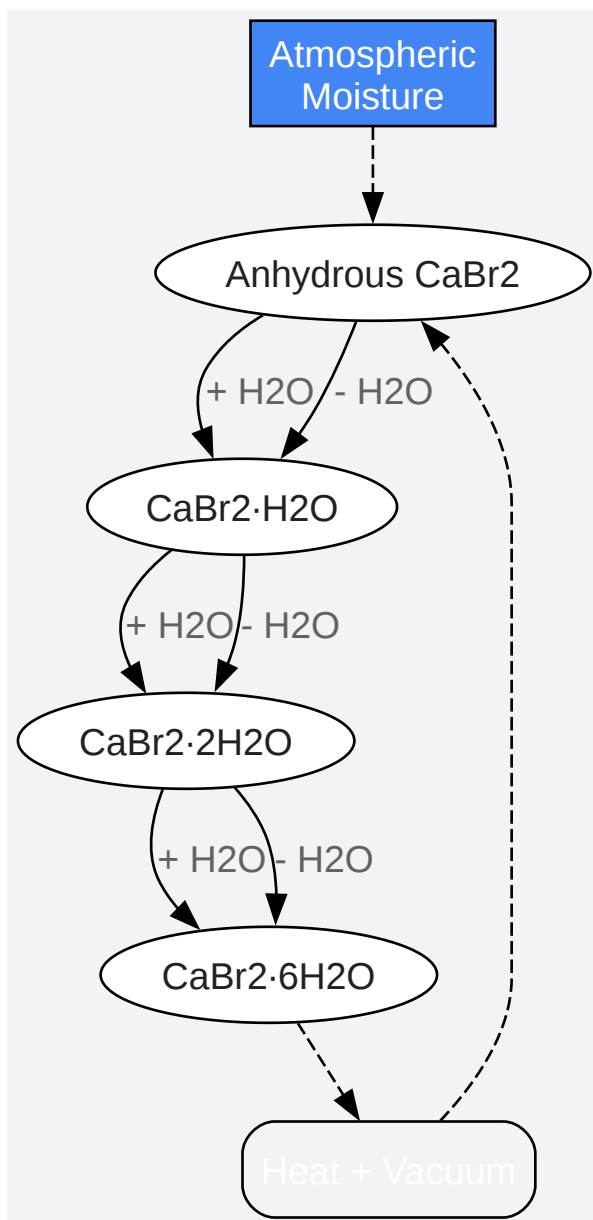 Atmospheric
Moisture
Anhydrous CaBr2
+ H2O
- H2O
CaBr2·H2O
+ H2O
- H2O
CaBr2·2H2O
+ H2O
- H2O
CaBr2·6H2O
Heat + Vacuum